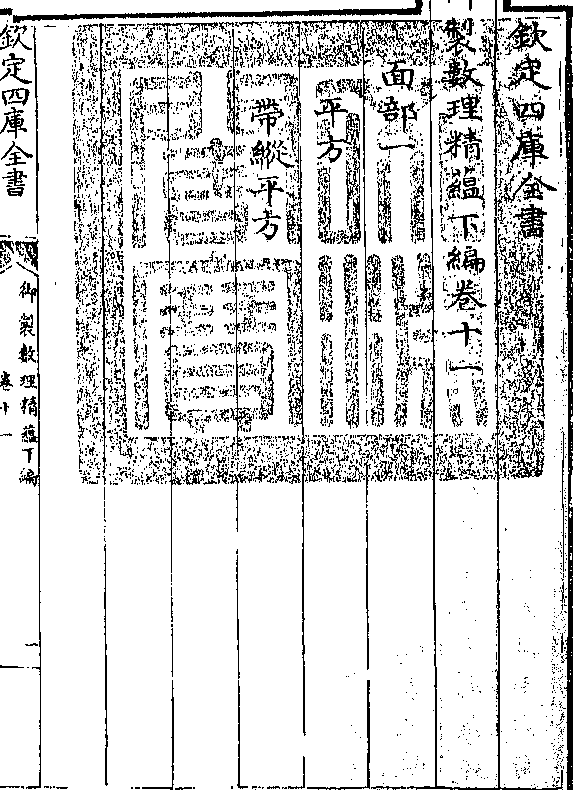 欽定四庫全書
製數理精蘊下編卷十一
面部一
平方
帶縱平方
欽定四庫全書
御製數理精蘊下編
卷十一
一